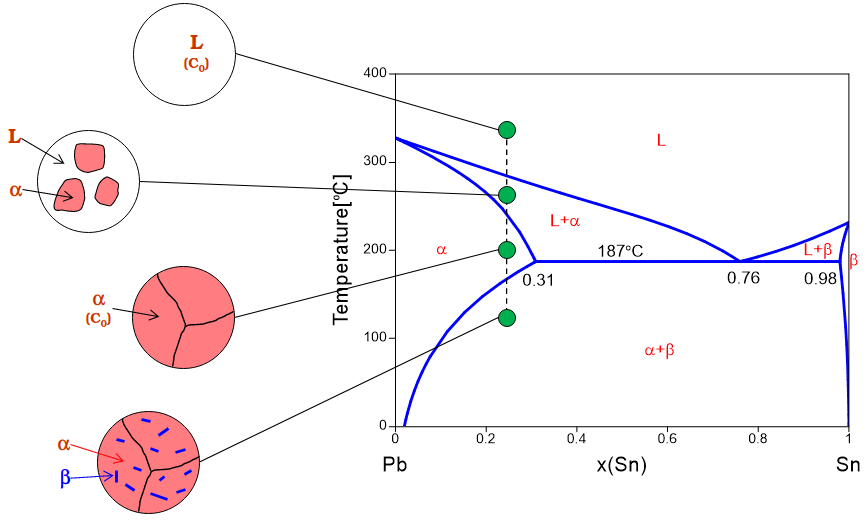 L
(C₀)
L
α
α
(C₀)
α
β
Temperature[°C]
400
300
200
100
0
L
L+α
α
187°C
L+β
β
0.31
0.76
0.98
α+β
0
0.2
0.4
0.6
0.8
1
Pb
x(Sn)
Sn